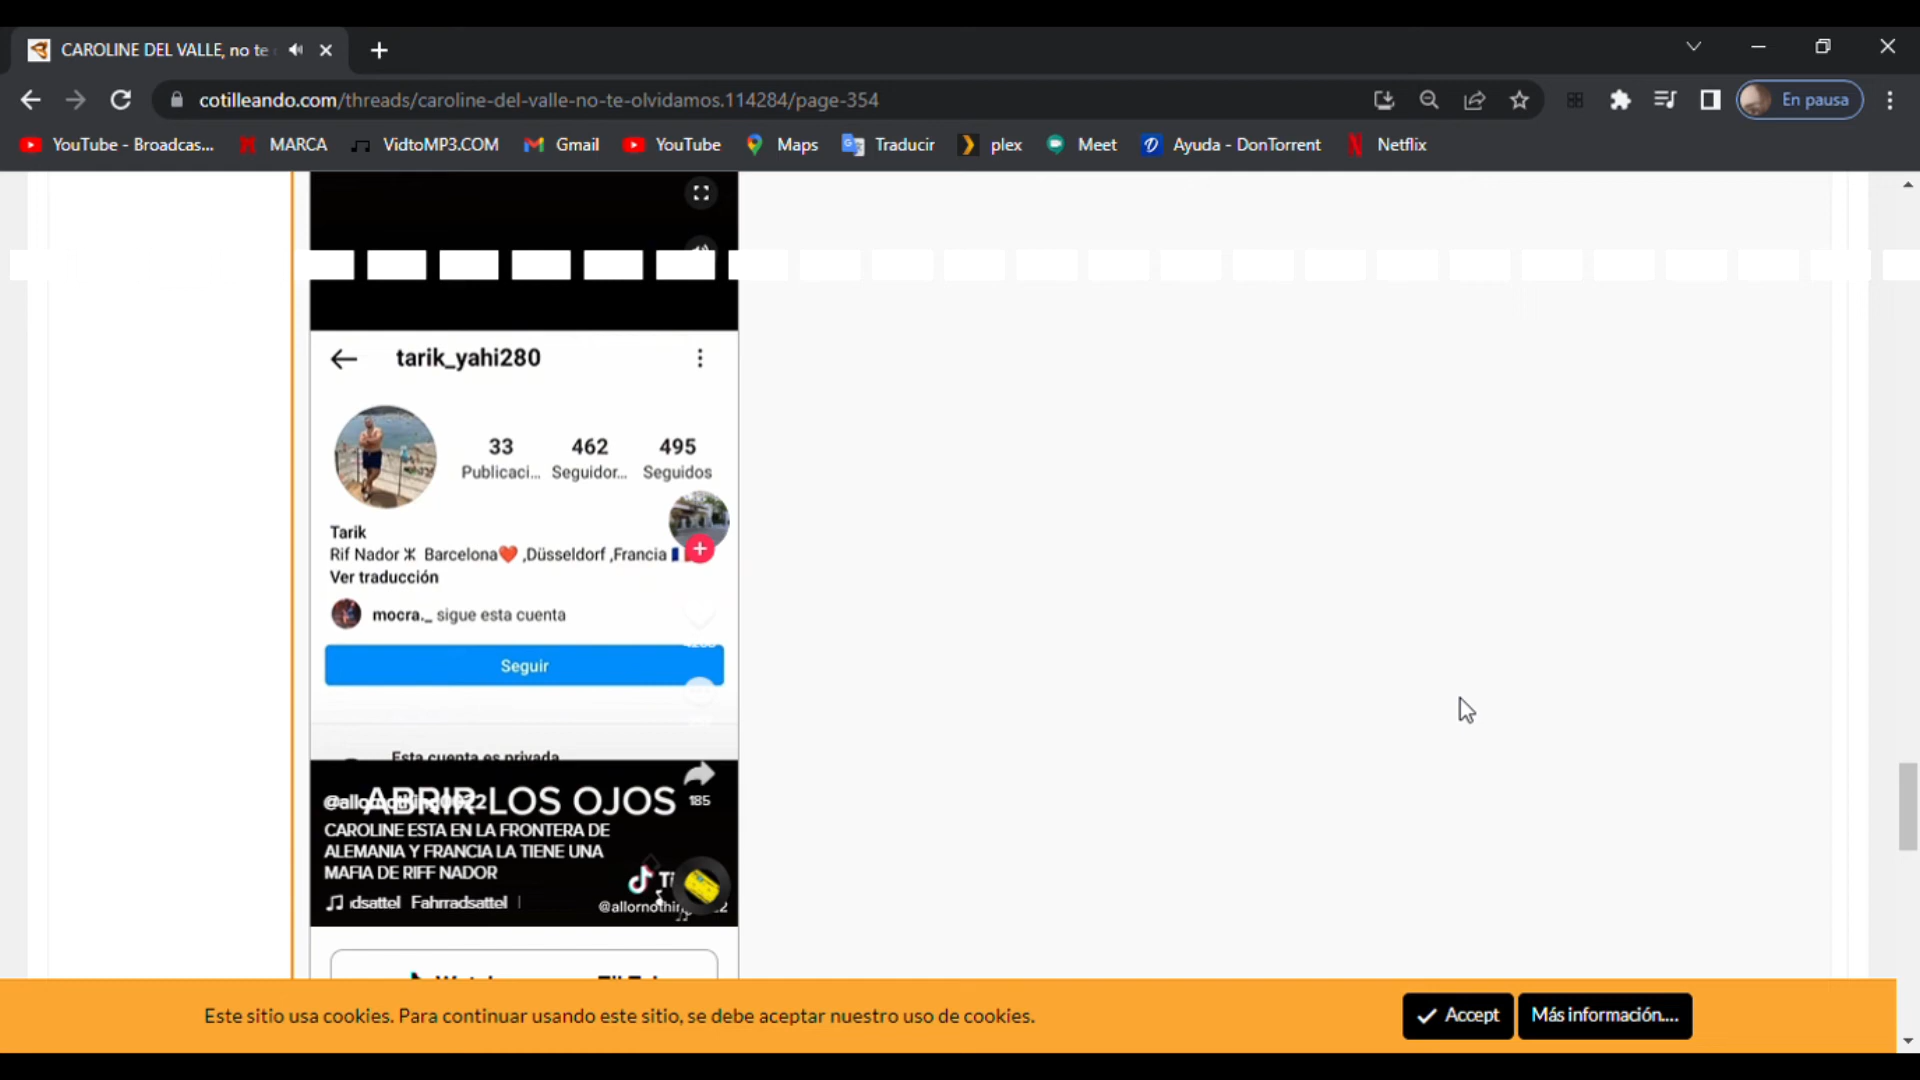 CAROLINE DEL VALLE, no te
cotilleando.com/threads/caroline-del-valle-no-te-olvidamos.114284/page-354
En pausa
YouTube - Broadcas... MARCA VidtoMP3.COM Gmail YouTube Maps Traducir plex Meet Ayuda - DonTorrent Netflix
tarik_yahi280
33 462 495
Publicaci... Seguidor... Seguidos
Tarik
Rif Nador ⵣ Barcelona❤️ ,Düsseldorf ,Francia
Ver traducción
mocra._ sigue esta cuenta
Seguir
Esta cuenta es privada
185
ABRIR LOS OJOS
@allornothing0022
CAROLINE ESTA EN LA FRONTERA DE
ALEMANIA Y FRANCIA LA TIENE UNA
MAFIA DE RIFF NADOR
dsattel Fahrradsattel
Este sitio usa cookies. Para continuar usando este sitio, se debe aceptar nuestro uso de cookies.
Accept
Más información....